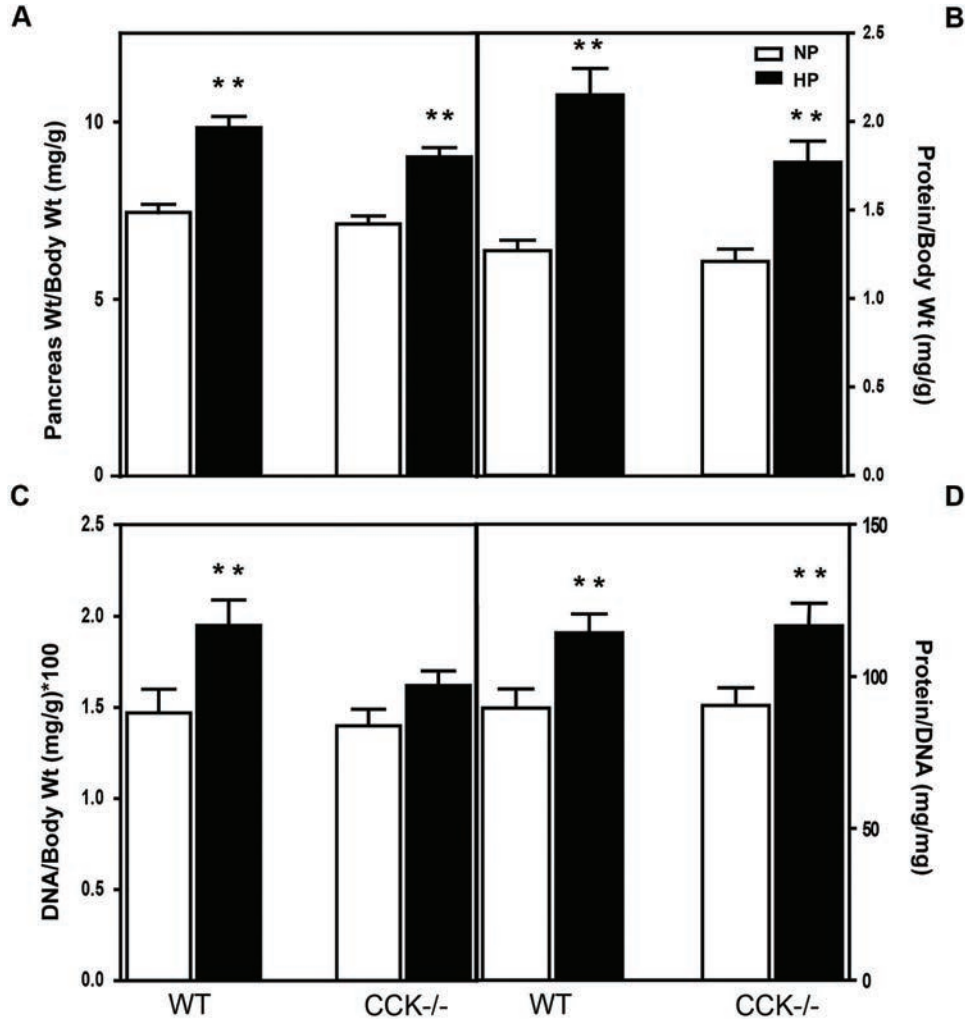 A
B
2.5
** NP
** HP
** **
10
2.0
Pancreas Wt/Body Wt (mg/g)
1.5
Protein/Body Wt (mg/g)
5
1.0
0.5
0
0.0
C
D
2.5
150
**
** **
2.0
DNA/Body Wt (mg/g)*100
1.5
100
Protein/DNA (mg/mg)
1.0
50
0.5
0.0
0
WT CCK-/- WT CCK-/-